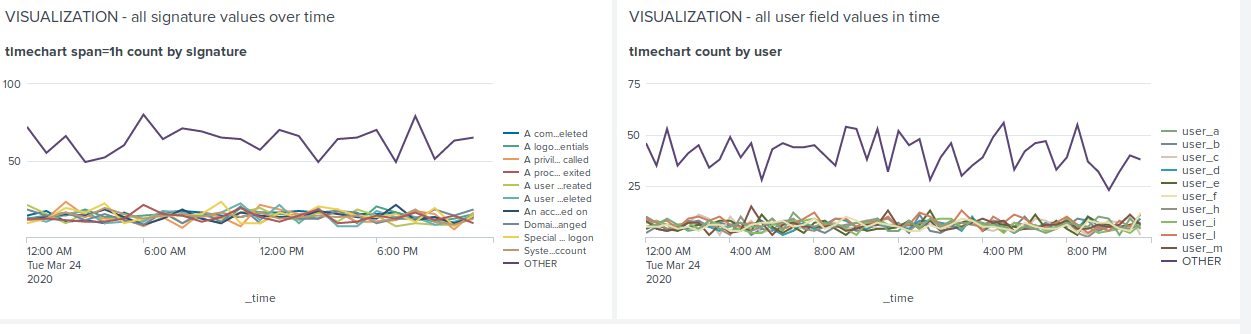 VISUALIZATION - all signature values over time
timechart span=1h count by signature
100
50
12:00 AM
Tue Mar 24
2020
6:00 AM
12:00 PM
6:00 PM
_time
A com...eleted
A logo...entials
A privil... called
A proc... exited
A user ...reated
A user ...eleted
An acc...ed on
Domai...anged
Special ... logon
Syste...ccount
OTHER
VISUALIZATION - all user field values in time
timechart count by user
75
50
25
12:00 AM
Tue Mar 24
2020
4:00 AM
8:00 AM
12:00 PM
4:00 PM
8:00 PM
_time
user_a
user_b
user_c
user_d
user_e
user_f
user_h
user_i
user_l
user_m
OTHER